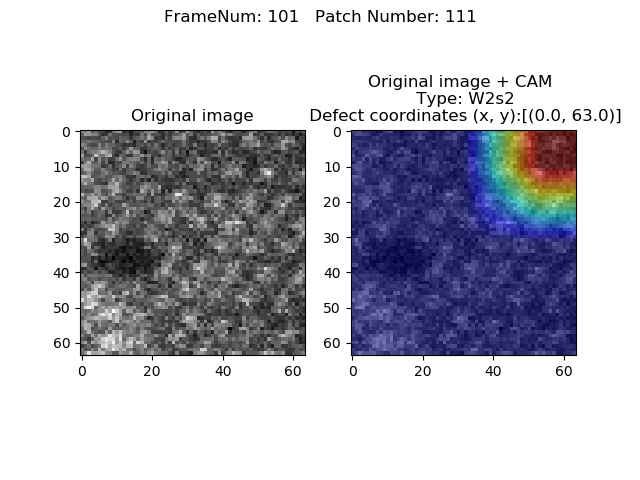 FrameNum: 101   Patch Number: 111
Original image
0
10
20
30
40
50
60
0 20 40 60
Original image + CAM
Type: W2s2
Defect coordinates (x, y):[(0.0, 63.0)]
0
10
20
30
40
50
60
0 20 40 60